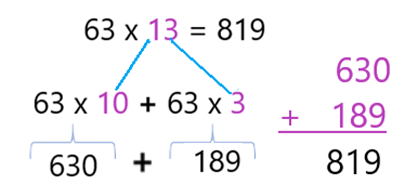 63 x 13 = 819
63 x 10 + 63 x 3
630 + 189
630
+ 189
819